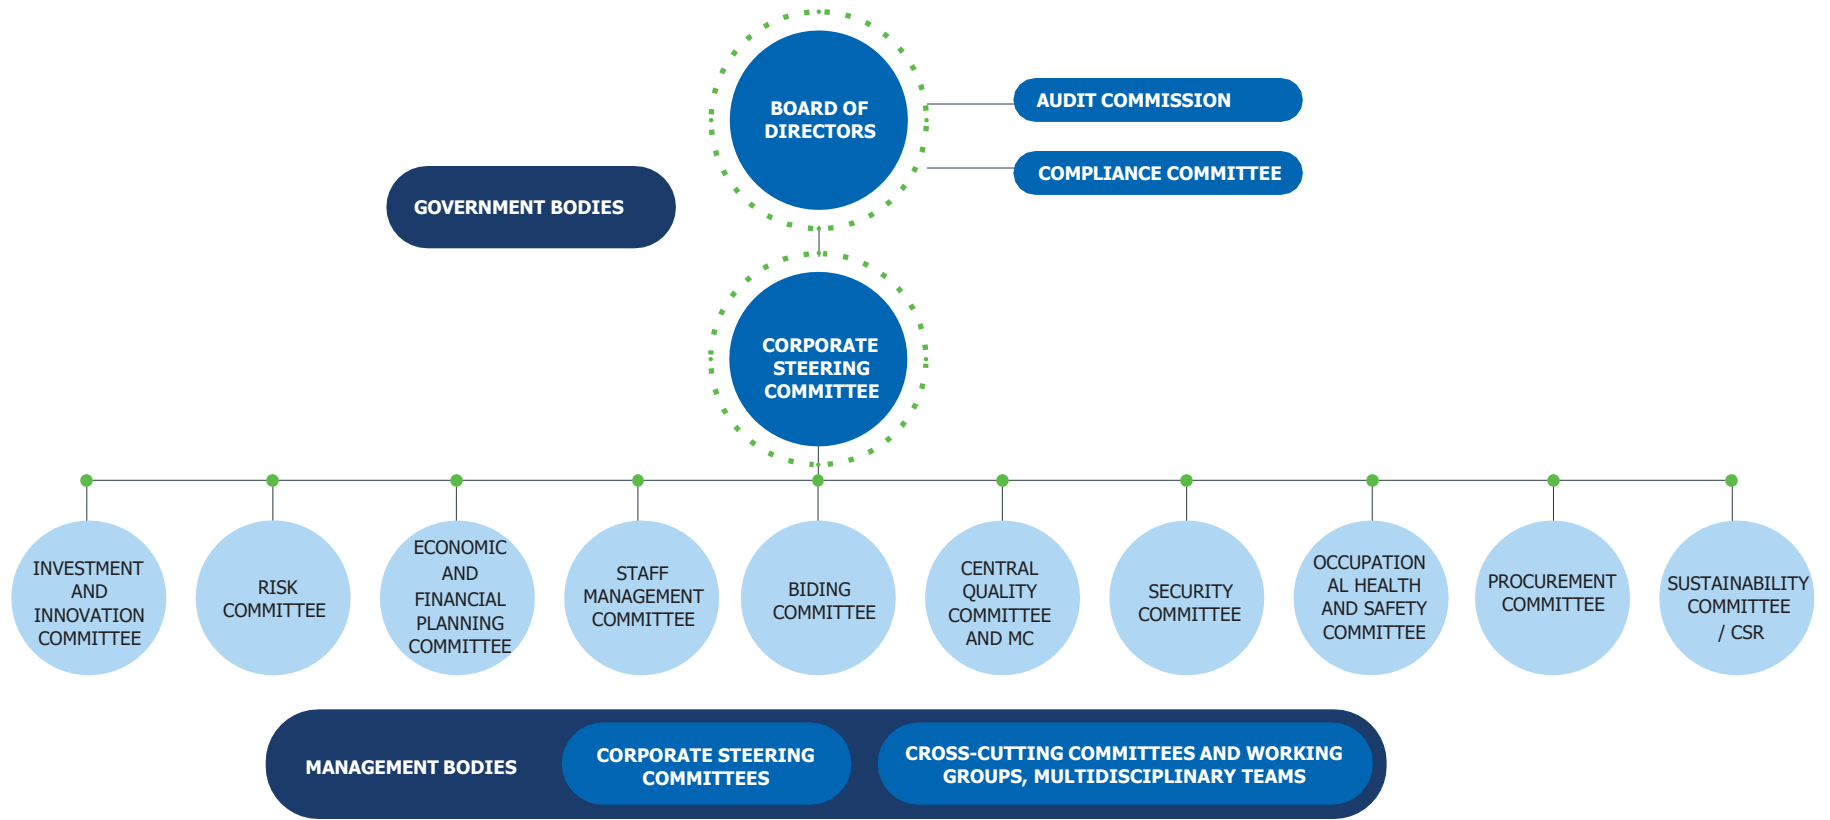 BOARD OF
DIRECTORS
AUDIT COMMISSION
COMPLIANCE COMMITTEE
GOVERNMENT BODIES
CORPORATE
STEERING
COMMITTEE
INVESTMENT
AND
INNOVATION
COMMITTEE
RISK
COMMITTEE
ECONOMIC
AND
FINANCIAL
PLANNING
COMMITTEE
STAFF
MANAGEMENT
COMMITTEE
BIDING
COMMITTEE
CENTRAL
QUALITY
COMMITTEE
AND MC
SECURITY
COMMITTEE
OCCUPATION
AL HEALTH
AND SAFETY
COMMITTEE
PROCUREMENT
COMMITTEE
SUSTAINABILITY
COMMITTEE
/ CSR
MANAGEMENT BODIES
CORPORATE STEERING
COMMITTEES
CROSS-CUTTING COMMITTEES AND WORKING
GROUPS, MULTIDISCIPLINARY TEAMS